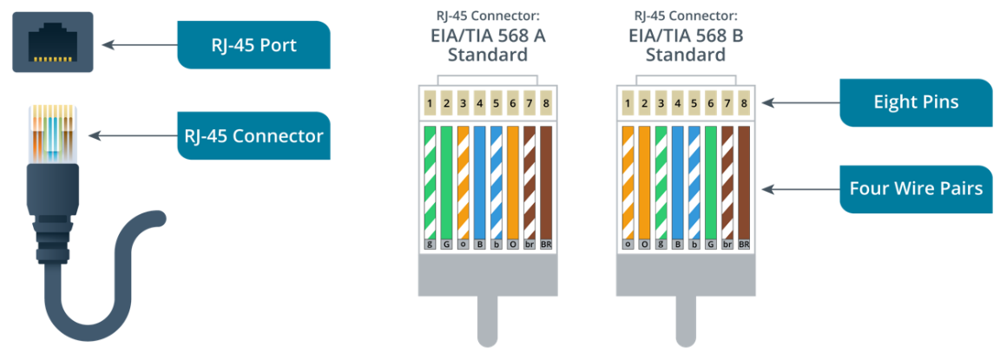 RJ-45 Port
RJ-45 Connector
RJ-45 Connector:
EIA/TIA 568 A
Standard
1 2 3 4 5 6 7 8
g G o B b O br BR
RJ-45 Connector:
EIA/TIA 568 B
Standard
1 2 3 4 5 6 7 8
o O g B b G br BR
Eight Pins
Four Wire Pairs